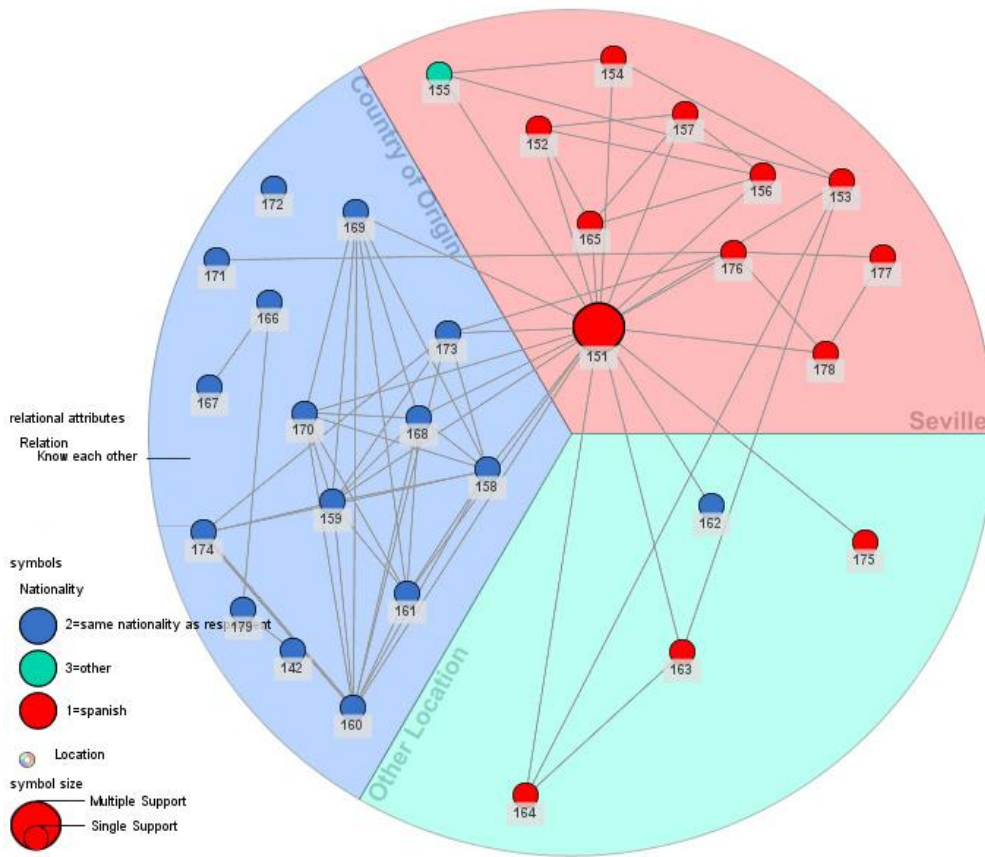 154
155
157
152
Country of Origin
156
153
172
169
165
176
171
177
166
173
151
178
167
relational attributes
170
168
Seville
Relation
Know each other
158
159
162
174
175
symbols
161
Nationality
179
2=same nationality as respondent
142
163
3=other
160
1=spanish
Other Location
Location
symbol size
Multiple Support
164
Single Support